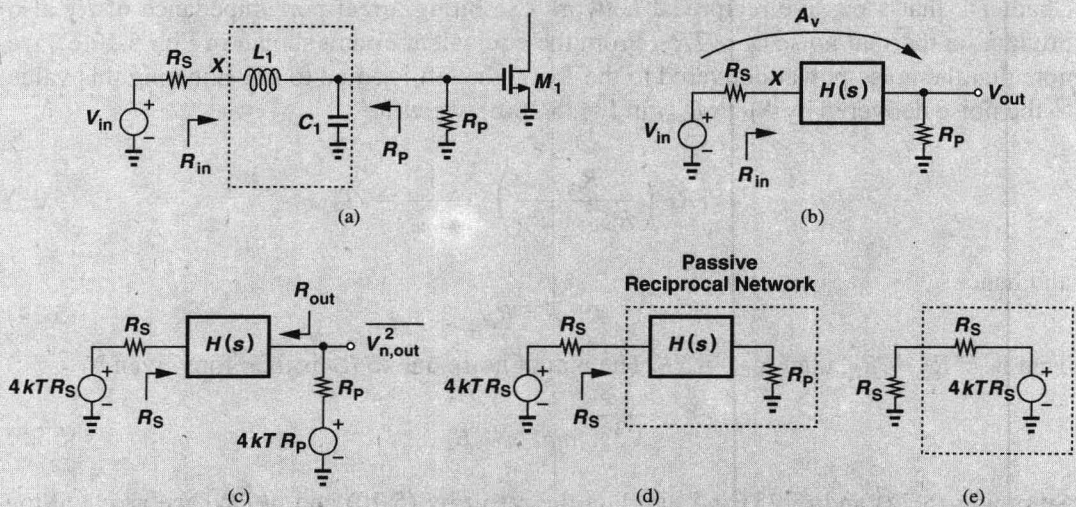 R_S X L_1
V_in + −
R_in
C_1
R_P
R_P
M_1
(a)
A_v
R_S X
H(s)
V_out
V_in + −
R_in
R_P
(b)
R_out
R_S
H(s)
V²_n,out
4kTR_S + −
R_S
R_P
4kTR_P + −
(c)
Passive
Reciprocal Network
R_S
H(s)
4kTR_S + −
R_S
R_P
(d)
R_S
R_S
4kTR_S + −
(e)